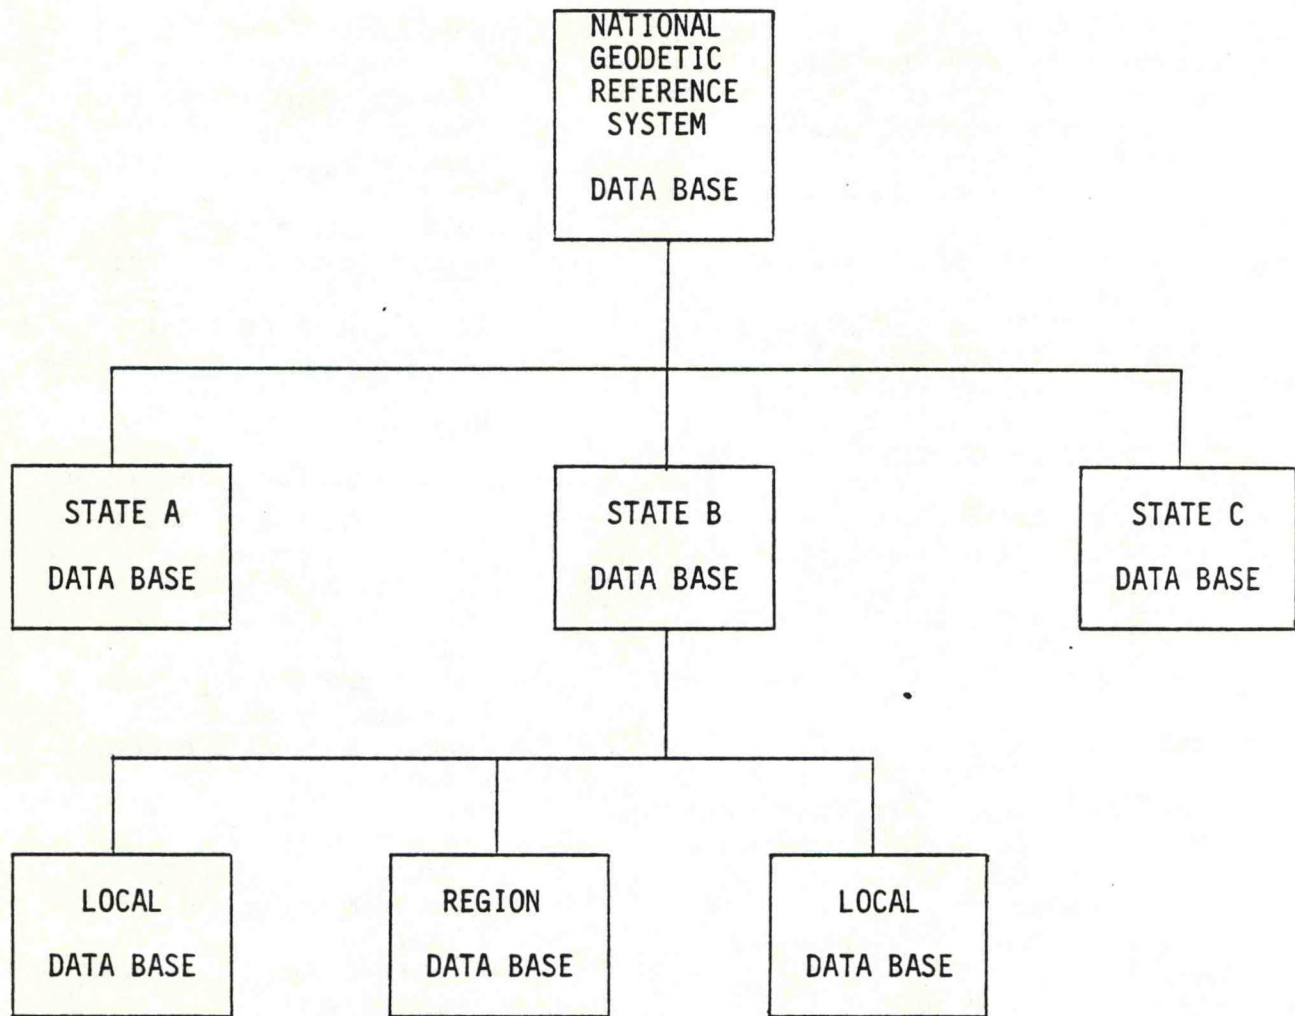 NATIONAL
GEODETIC
REFERENCE
SYSTEM
DATA BASE
STATE A
DATA BASE
STATE B
DATA BASE
STATE C
DATA BASE
LOCAL
DATA BASE
REGION
DATA BASE
LOCAL
DATA BASE